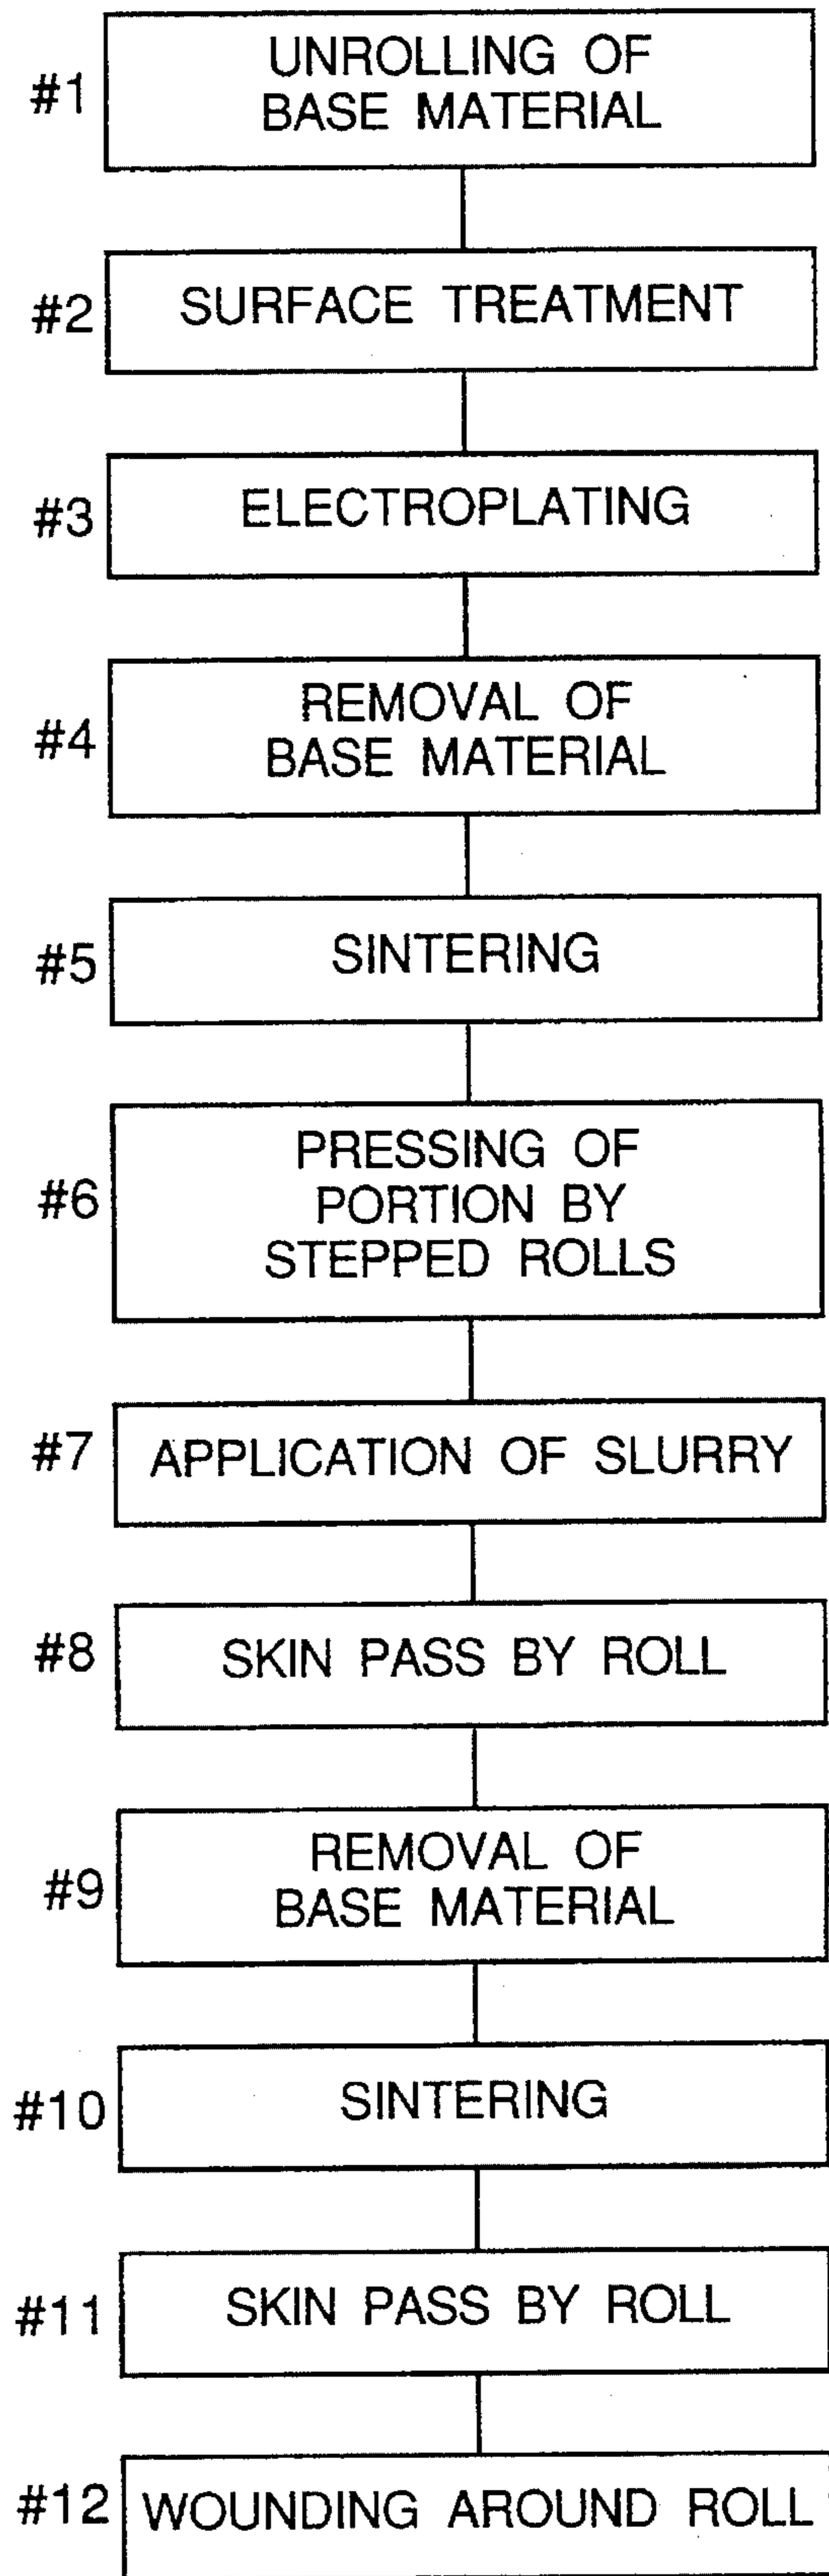 #1
UNROLLING OF
BASE MATERIAL
#2
SURFACE TREATMENT
#3
ELECTROPLATING
#4
REMOVAL OF
BASE MATERIAL
#5
SINTERING
#6
PRESSING OF
PORTION BY
STEPPED ROLLS
#7
APPLICATION OF SLURRY
#8
SKIN PASS BY ROLL
#9
REMOVAL OF
BASE MATERIAL
#10
SINTERING
#11
SKIN PASS BY ROLL
#12
WOUNDING AROUND ROLL